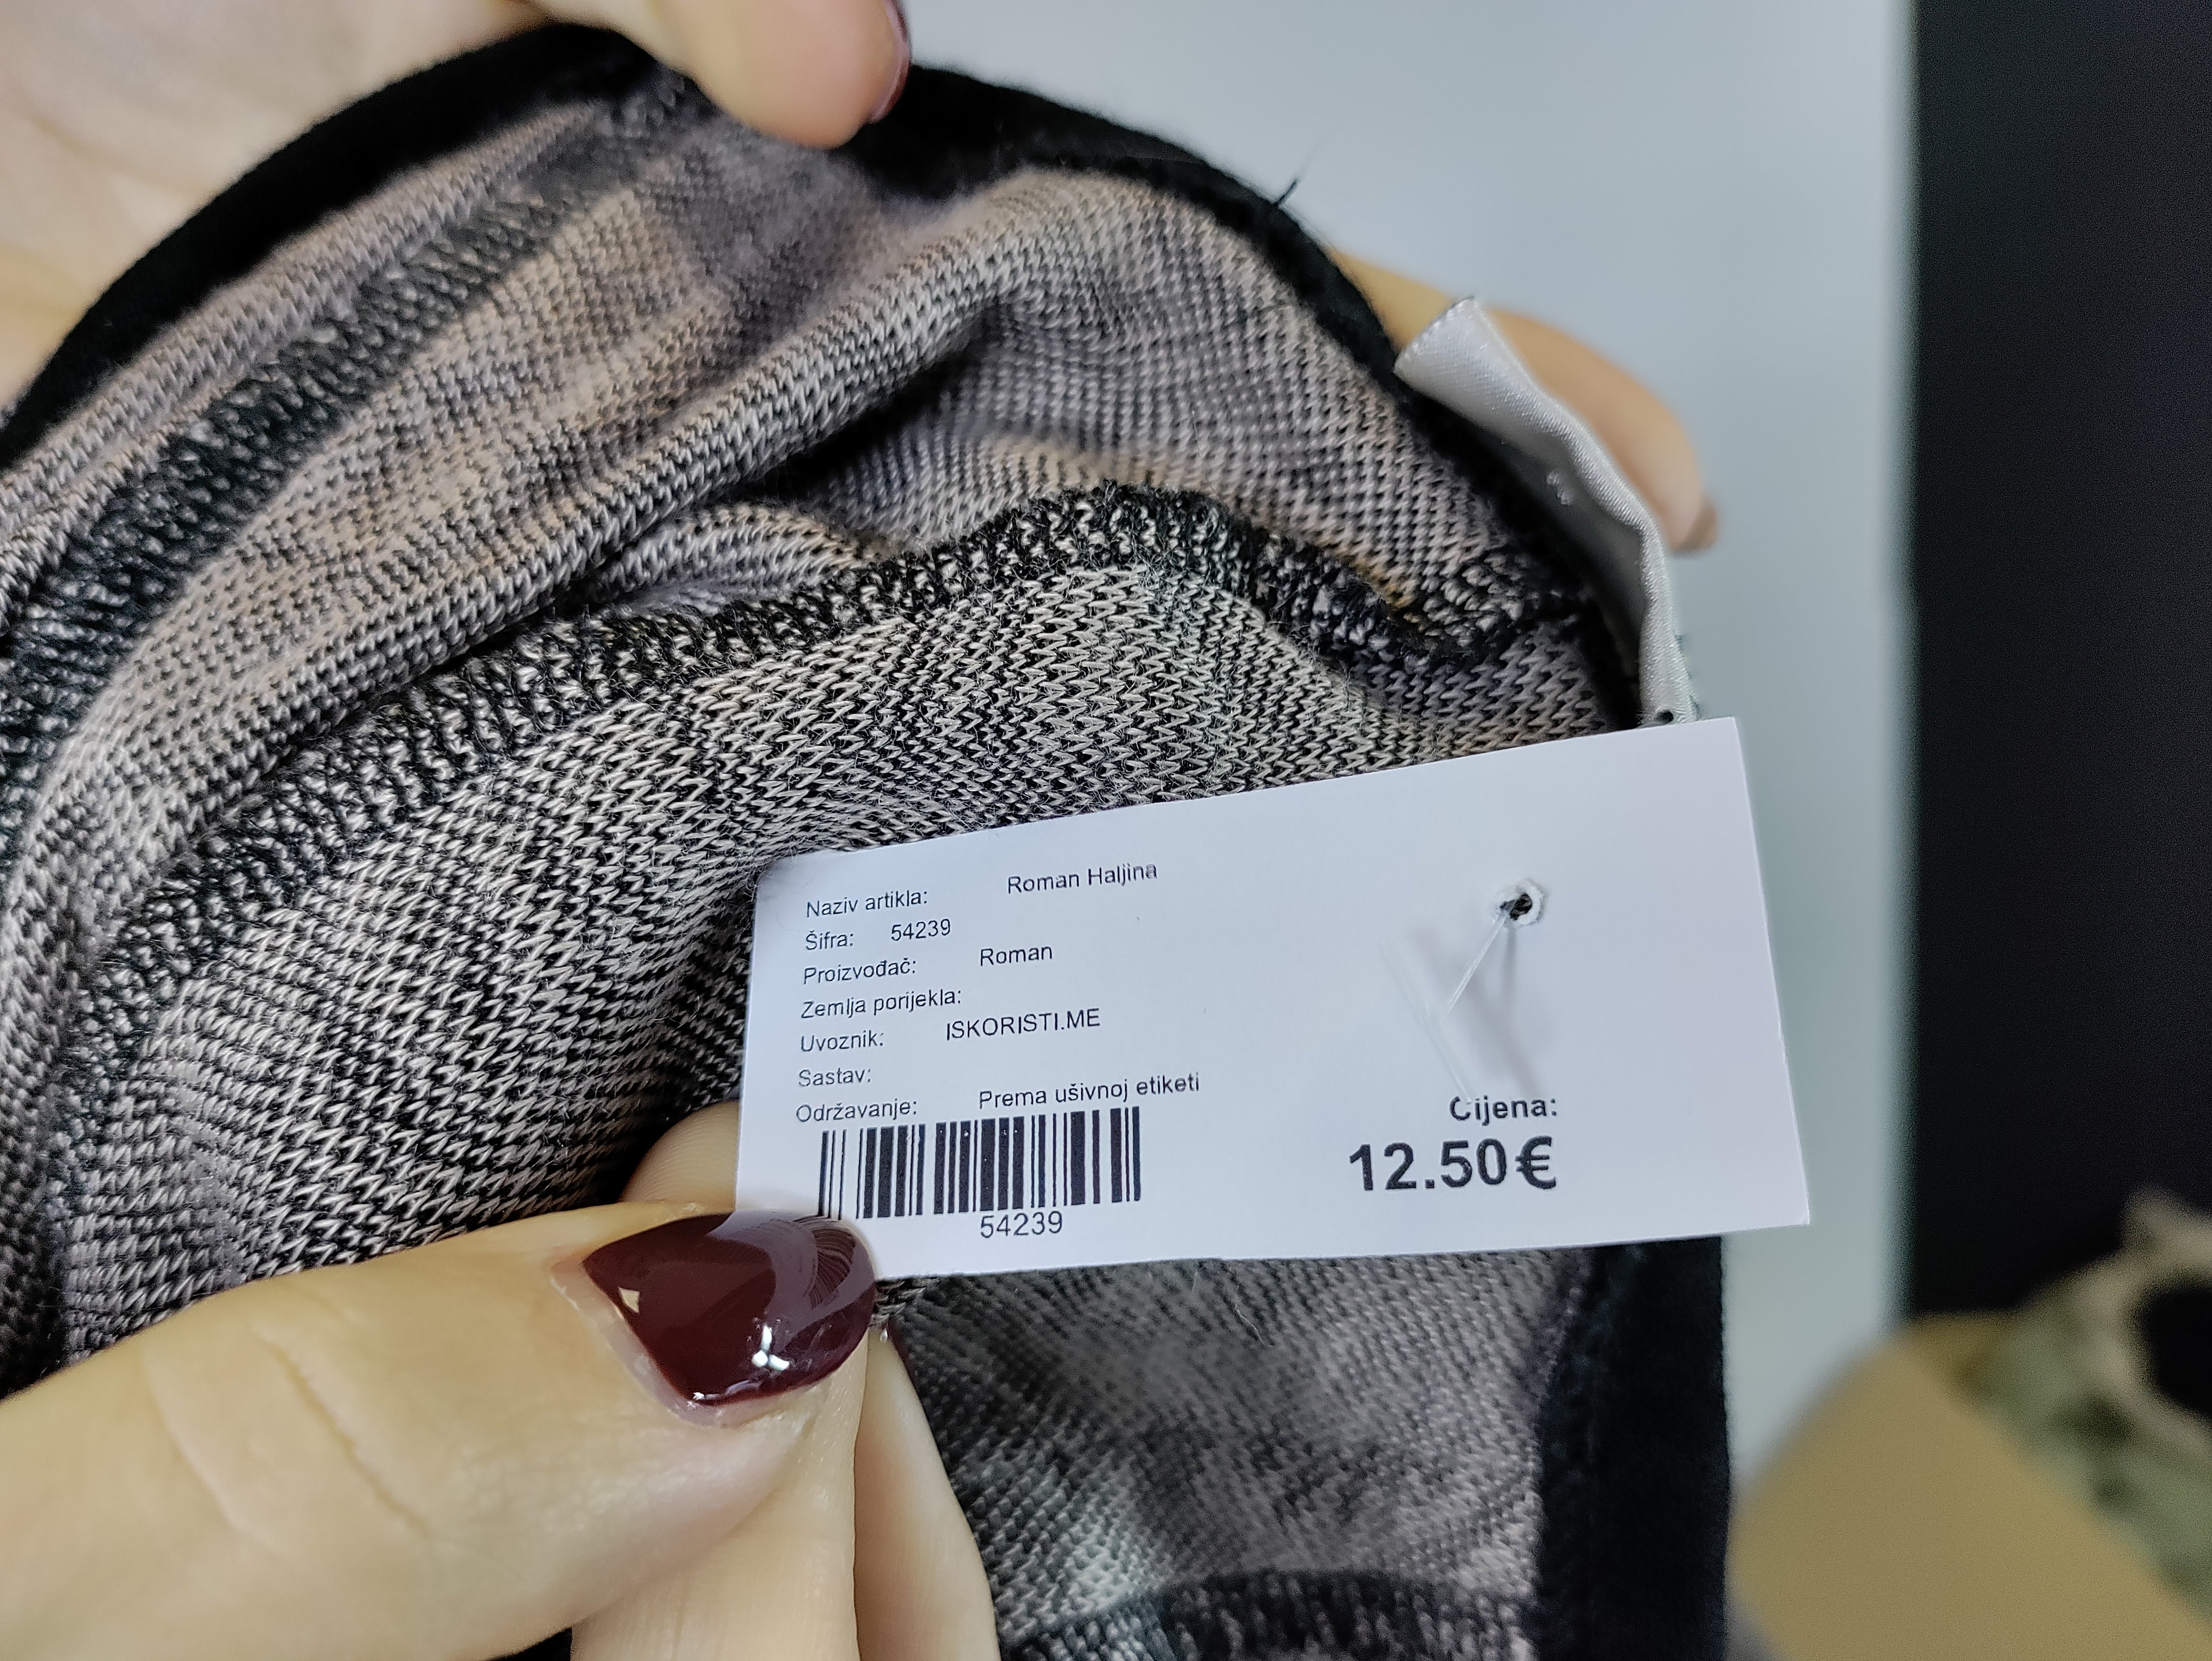 Naziv artikla: Roman Haljina
Šifra: 54239
Proizvođač: Roman
Zemlja porijekla:
Uvoznik: ISKORISTI.ME
Sastav:
Održavanje: Prema ušivnoj etiketi
54239
Cijena:
12.50€